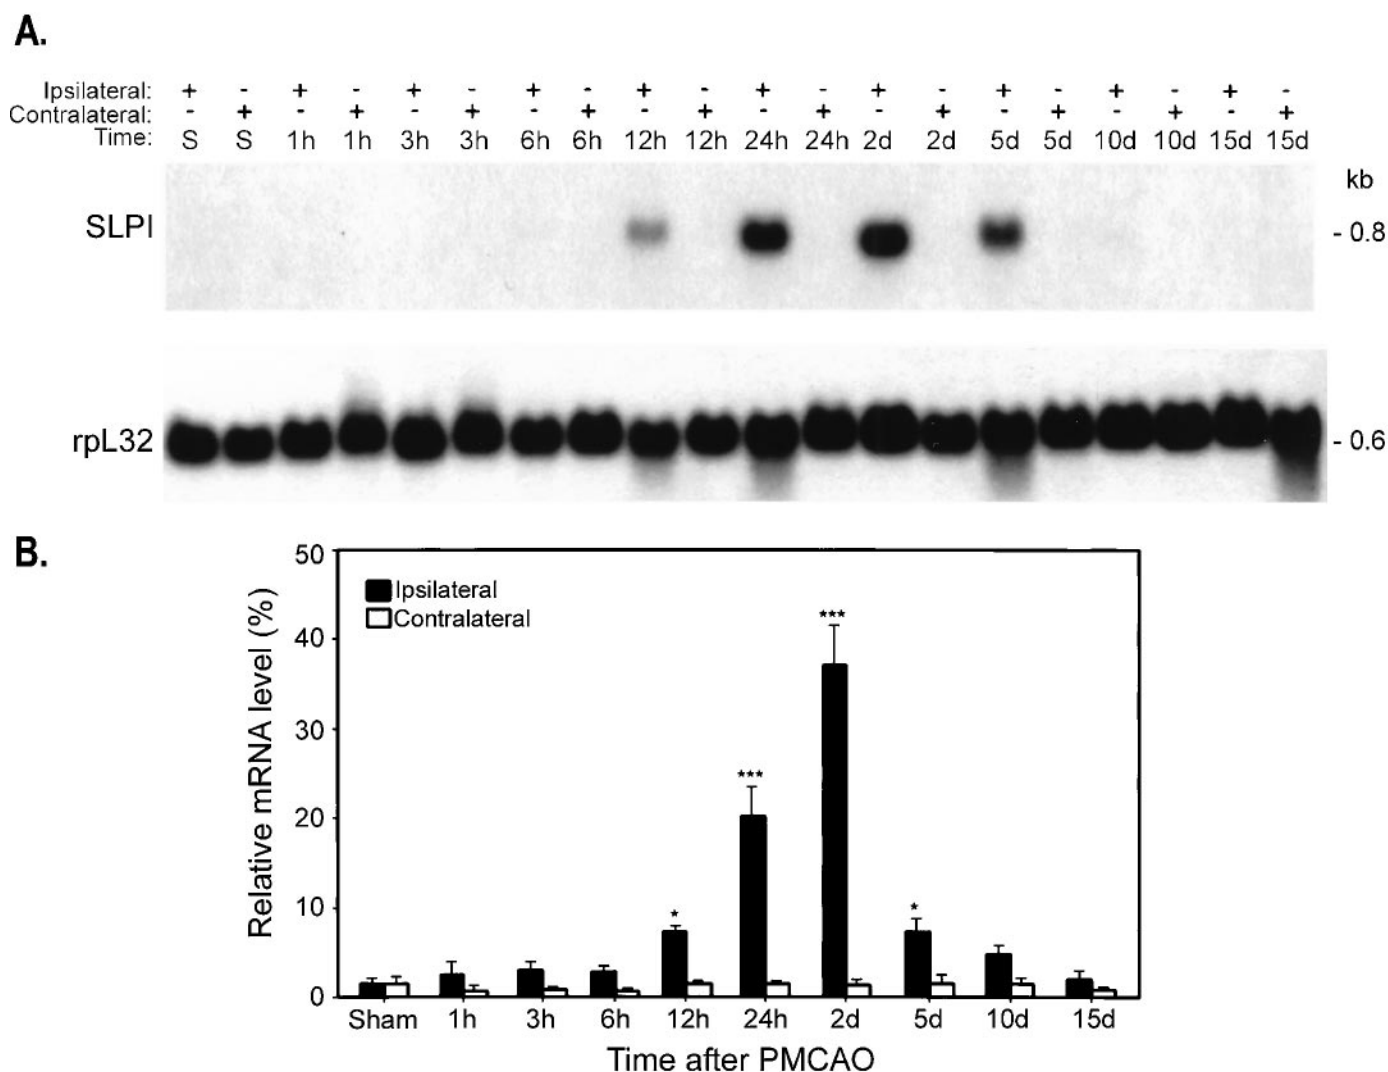 A.
Ipsilateral: + - + - + - + - + - + - + - + - + - + -
Contralateral: - + - + - + - + - + - + - + - + - + - +
Time: S S 1h 1h 3h 3h 6h 6h 12h 12h 24h 24h 2d 2d 5d 5d 10d 10d 15d 15d
kb
SLPI - 0.8
rpL32 - 0.6
B.
50
40
30
20
10
0
Relative mRNA level (%)
Ipsilateral
Contralateral
***
***
*
*
Sham 1h 3h 6h 12h 24h 2d 5d 10d 15d
Time after PMCAO